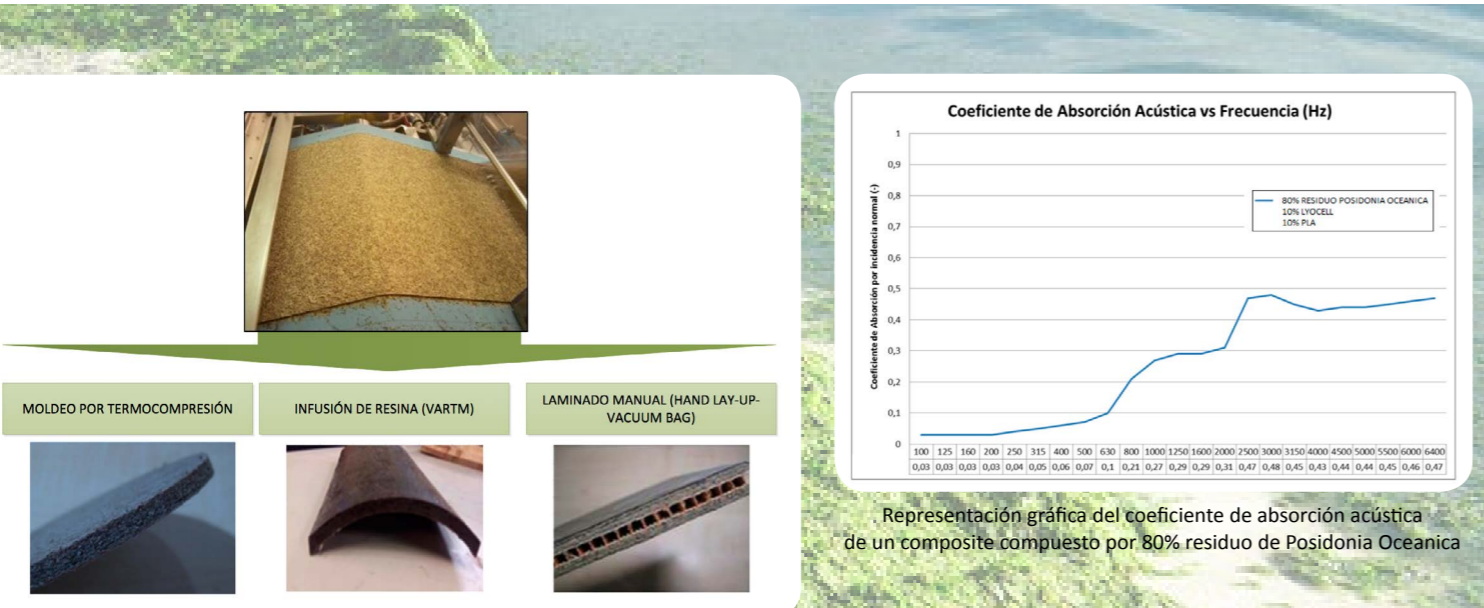 MOLDEO POR TERMOCOMPRESIÓN
INFUSIÓN DE RESINA (VARTM)
LAMINADO MANUAL (HAND LAY-UP-
VACUUM BAG)
Coeficiente de Absorción Acústica vs Frecuencia (Hz)
Coeficiente de Absorción por incidencia normal (-)
1
0,9
0,8
0,7
0,6
0,5
0,4
0,3
0,2
0,1
0
80% RESIDUO POSIDONIA OCEANICA
10% LYOCELL
10% PLA
100 125 160 200 250 315 400 500 630 800 1000 1250 1600 2000 2500 3000 3150 4000 4500 5000 5500 6000 6400
0,03 0,03 0,03 0,03 0,04 0,05 0,06 0,07 0,1 0,21 0,27 0,29 0,29 0,31 0,47 0,48 0,45 0,43 0,44 0,44 0,45 0,46 0,47
Representación gráfica del coeficiente de absorción acústica
de un composite compuesto por 80% residuo de Posidonia Oceanica